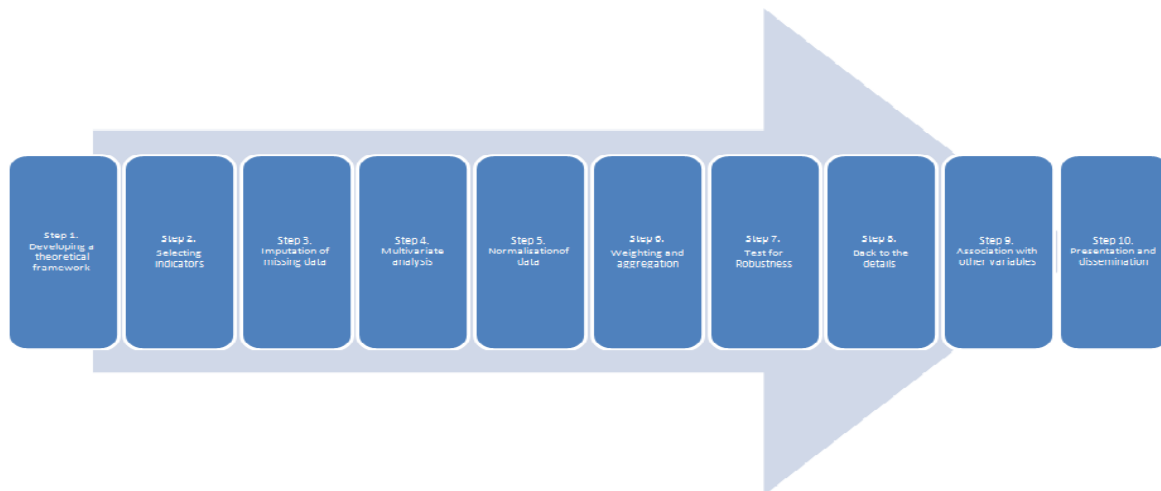 Step 1.
Developing a
theoretical
framework
Step 2.
Selecting
indicators
Step 3.
Imputation of
missing data
Step 4.
Multivariate
analysis
Step 5.
Normalisationof
data
Step 6.
Weighting and
aggregation
Step 7.
Test for
Robustness
Step 8.
Back to the
details
Step 9.
Association with
other variables
Step 10.
Presentation and
dissemination